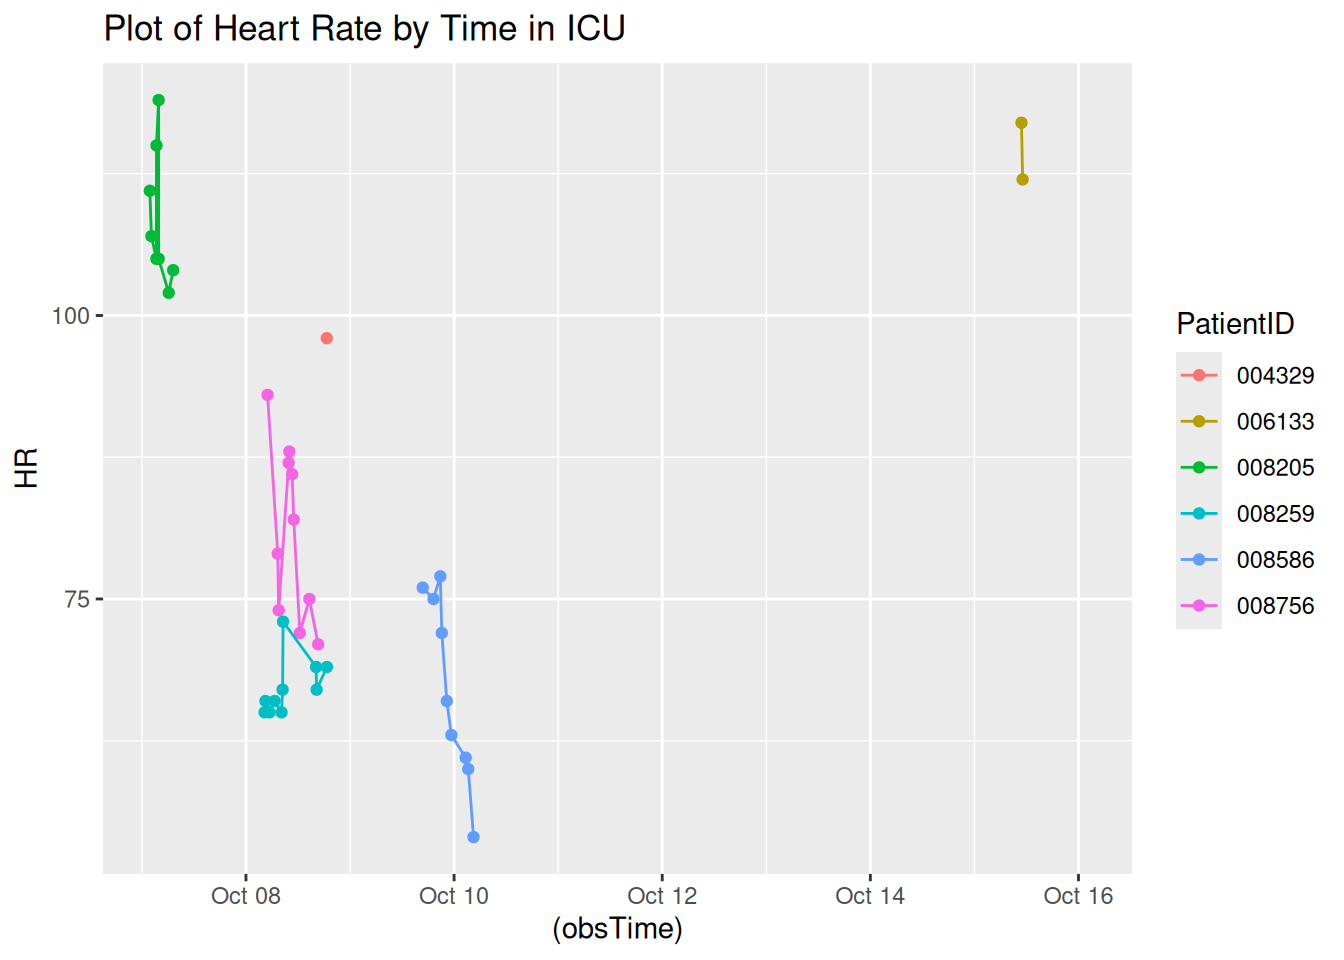 Plot of Heart Rate by Time in ICU
HR
100
75
Oct 08
Oct 10
Oct 12
Oct 14
Oct 16
(obsTime)
PatientID
004329
006133
008205
008259
008586
008756